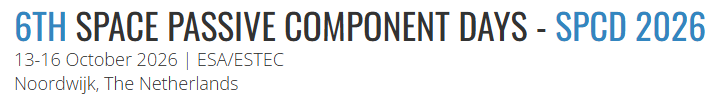 6TH SPACE PASSIVE COMPONENT DAYS - SPCD 2026
13-16 October 2026 | ESA/ESTEC
Noordwijk, The Netherlands